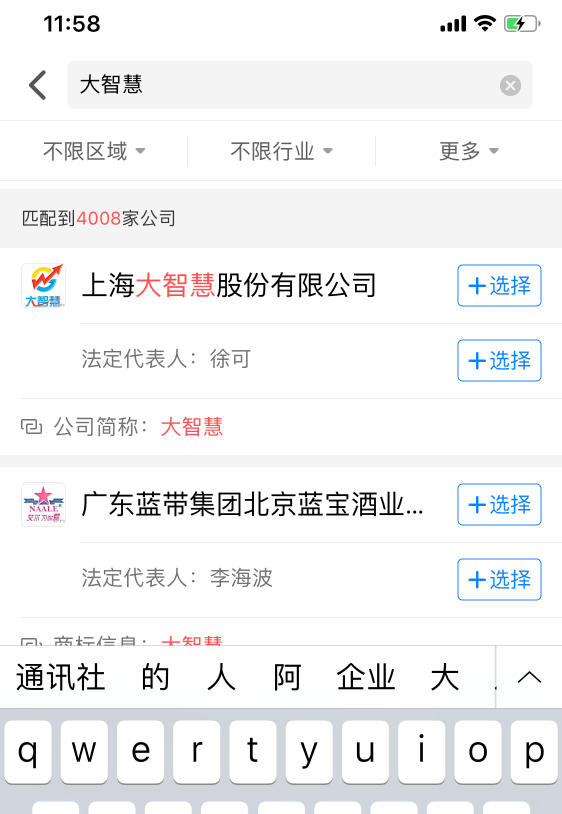 11:58
大智慧
不限区域
不限行业
更多
匹配到4008家公司
大智慧
上海大智慧股份有限公司
+选择
法定代表人：徐可
+选择
公司简称：大智慧
NAALE
广东蓝带集团北京蓝宝酒业...
+选择
法定代表人：李海波
+选择
商标信息：大智慧
通讯社 的 人 阿 企业 大
q w e r t y u i o p